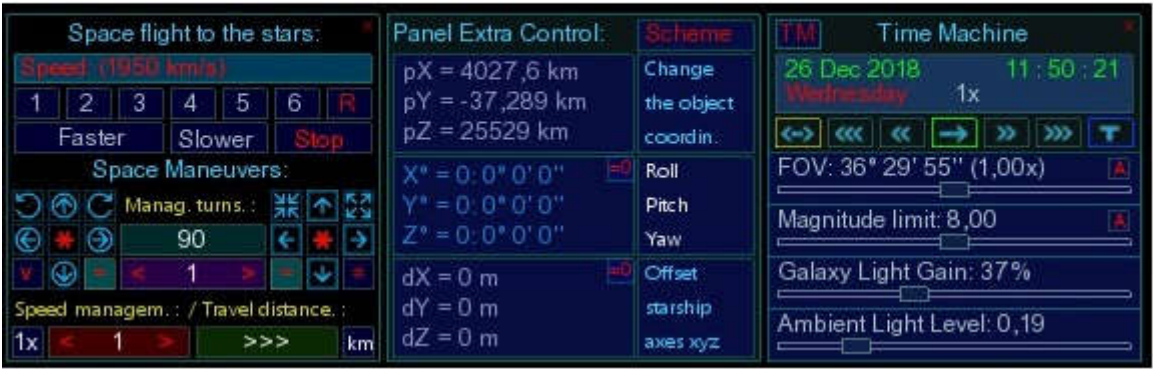 Space flight to the stars:
Speed: (1950 km/s)
1 2 3 4 5 6 R
Faster Slower Stop
Space Maneuvers:
Manag. turns. :
90
v = < 1 > = =
Speed managem. : / Travel distance. :
1x < 1 > >>> km
Panel Extra Control: Scheme
pX = 4027,6 km Change
pY = -37,289 km the object
pZ = 25529 km coordin.
X° = 0: 0° 0' 0'' =0 Roll
Y° = 0: 0° 0' 0'' Pitch
Z° = 0: 0° 0' 0'' Yaw
dX = 0 m =0 Offset
dY = 0 m starship
dZ = 0 m axes xyz
TM Time Machine
26 Dec 2018 11 : 50 : 21
Wednesday 1x
FOV: 36° 29' 55'' (1,00x) A
Magnitude limit: 8,00 A
Galaxy Light Gain: 37%
Ambient Light Level: 0,19